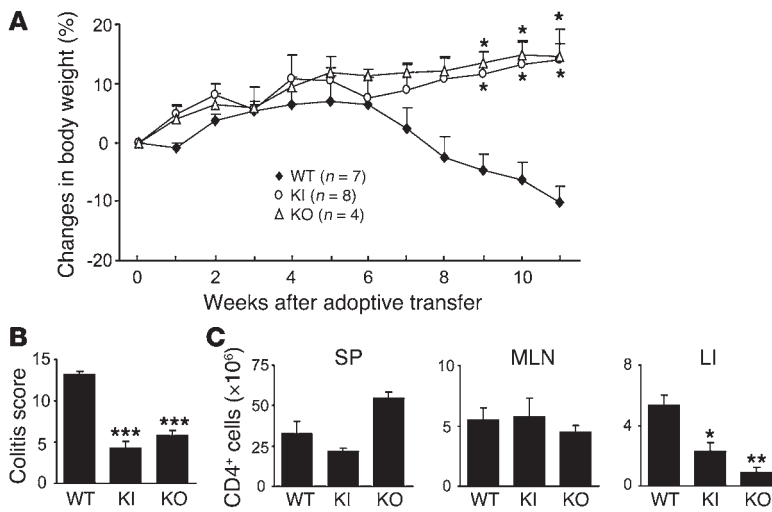 A
Changes in body weight (%)
20
10
0
-10
-20
* * *
* * *
◆ WT (n = 7)
○ KI (n = 8)
△ KO (n = 4)
0 2 4 6 8 10
Weeks after adoptive transfer
B
Colitis score
15
10
5
0
*** ***
WT KI KO
C
CD4⁺ cells (×10⁶)
SP
75
50
25
0
WT KI KO
MLN
10
5
0
WT KI KO
LI
8
4
0
* **
WT KI KO